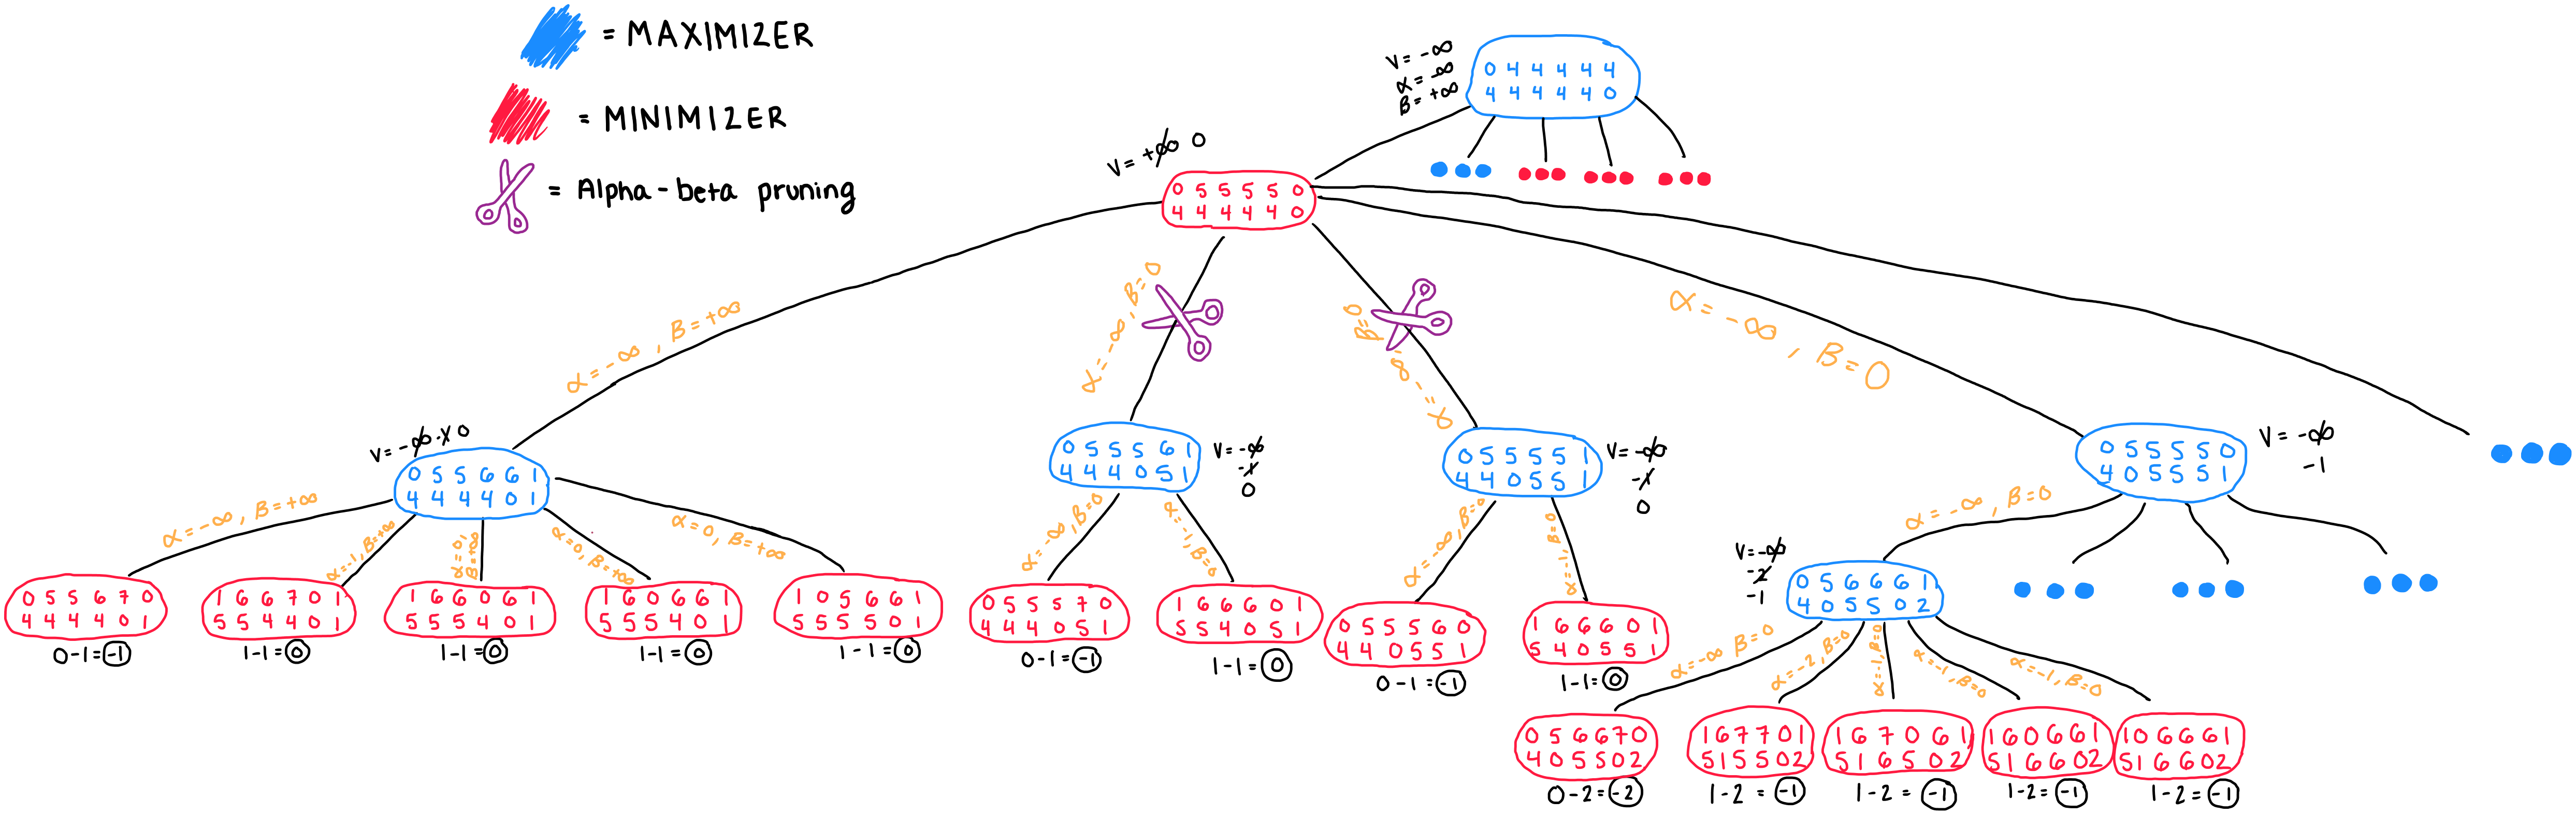 = MAXIMIZER
= MINIMIZER
= Alpha-beta pruning
V = -∞
α = -∞
β = +∞
0 4 4 4 4 4
4 4 4 4 4 0
V = +∞ 0
0 5 5 5 5 0
4 4 4 4 4 0
α = -∞, β = +∞
α = -∞, β = 0
α = -∞ β = 0
α = -∞, β = 0
V = -∞ -1 0
0 5 5 6 6 1
4 4 4 4 0 1
0 5 5 5 6 1
4 4 4 0 5 1
V = -∞
-1
0
0 5 5 5 5 1
4 4 0 5 5 1
V = -∞
-1
0
0 5 5 5 5 0
4 0 5 5 5 1
V = -∞
-1
α = -∞, β = +∞
α = -1, β = +∞
α = 0,
β = +∞
α = 0, β = +∞
α = 0, β = +∞
α = -∞, β = 0
α = -1, β = 0
α = -∞, β = 0
α = -1, β = 0
α = -∞, β = 0
0 5 5 6 7 0
4 4 4 4 0 1
0-1 = -1
1 6 6 7 0 1
5 5 4 4 0 1
1-1 = 0
1 6 6 0 6 1
5 5 5 4 0 1
1-1 = 0
1 6 0 6 6 1
5 5 5 4 0 1
1-1 = 0
1 0 5 6 6 1
5 5 5 5 0 1
1-1 = 0
0 5 5 5 7 0
4 4 4 0 5 1
0-1 = -1
1 6 6 6 0 1
5 5 4 0 5 1
1-1 = 0
0 5 5 5 6 0
4 4 0 5 5 1
0-1 = -1
1 6 6 6 0 1
5 4 0 5 5 1
1-1 = 0
V = -∞
-2
-1
0 5 6 6 6 1
4 0 5 5 0 2
α = -∞ β = 0
α = -2, β = 0
α = -1, β = 0
α = -1, β = 0
α = -1, β = 0
0 5 6 6 7 0
4 0 5 5 0 2
0-2 = -2
1 6 7 7 0 1
5 1 5 5 0 2
1-2 = -1
1 6 7 0 6 1
5 1 6 5 0 2
1-2 = -1
1 6 0 6 6 1
5 1 6 6 0 2
1-2 = -1
1 0 6 6 6 1
5 1 6 6 0 2
1-2 = -1